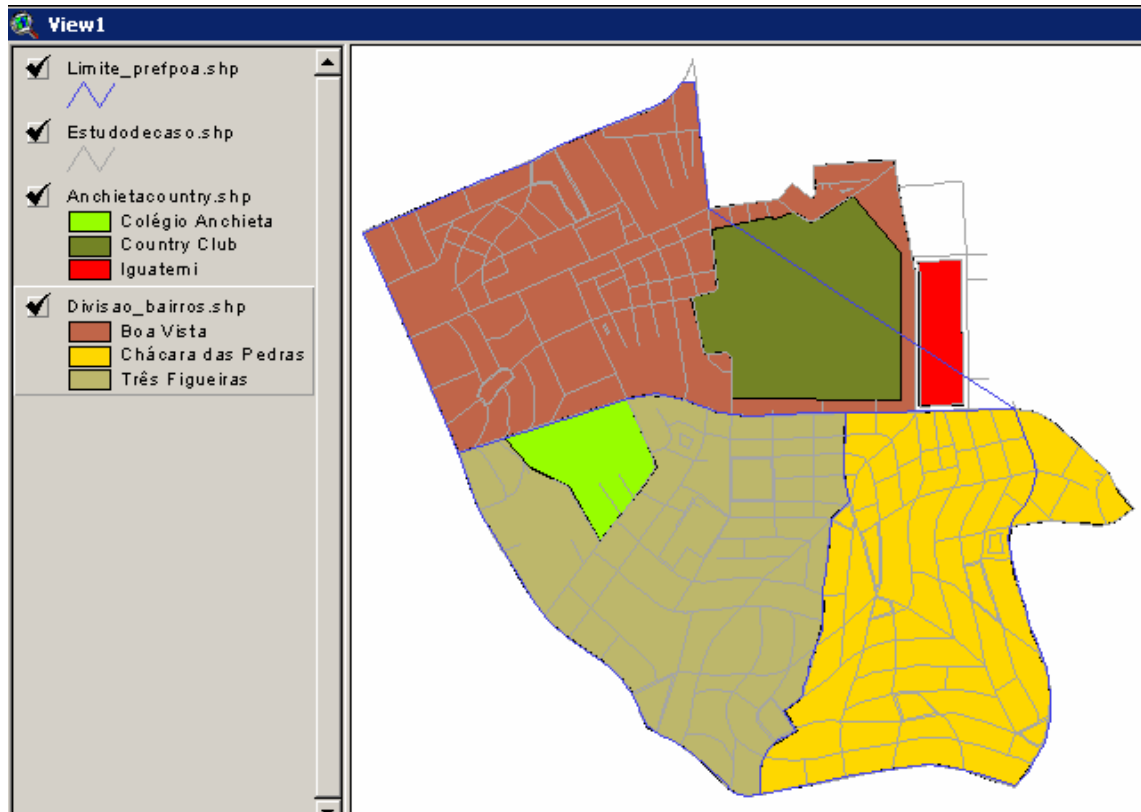 View1
Limite_prefpoa.shp
Estudodecaso.shp
Anchietacountry.shp
Colégio Anchieta
Country Club
Iguatemi
Divisao_bairros.shp
Boa Vista
Chácara das Pedras
Três Figueiras